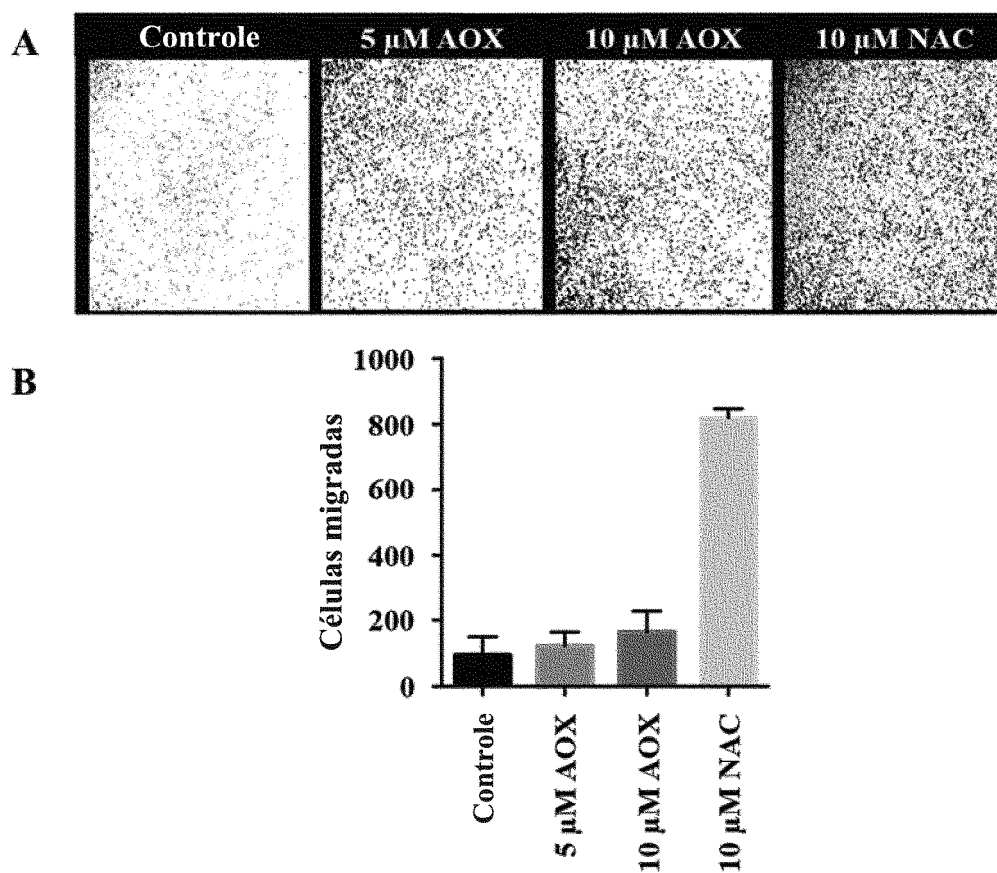 A
Controle
5 µM AOX
10 µM AOX
10 µM NAC
B
Células migradas
1000
800
600
400
200
0
Controle
5 µM AOX
10 µM AOX
10 µM NAC